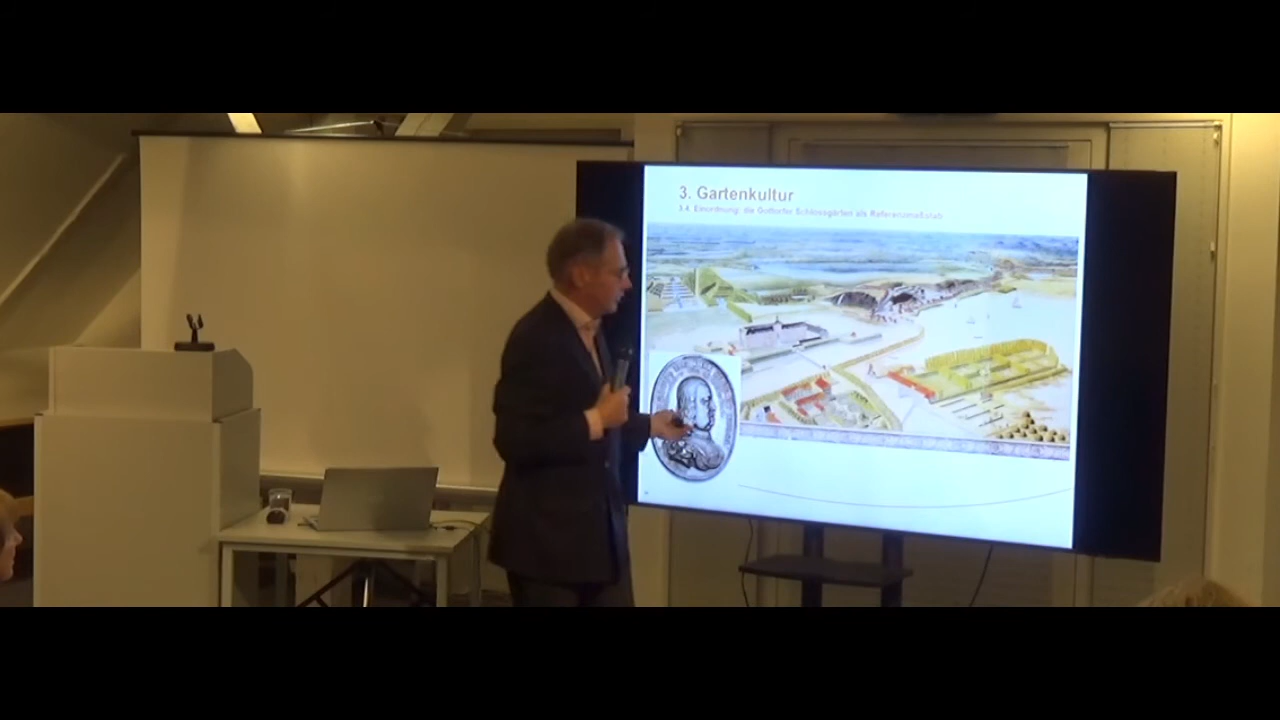 3. Gartenkultur
3.4. Einordnung: die Gottorfer Schlossgärten als Referenzmaßstab